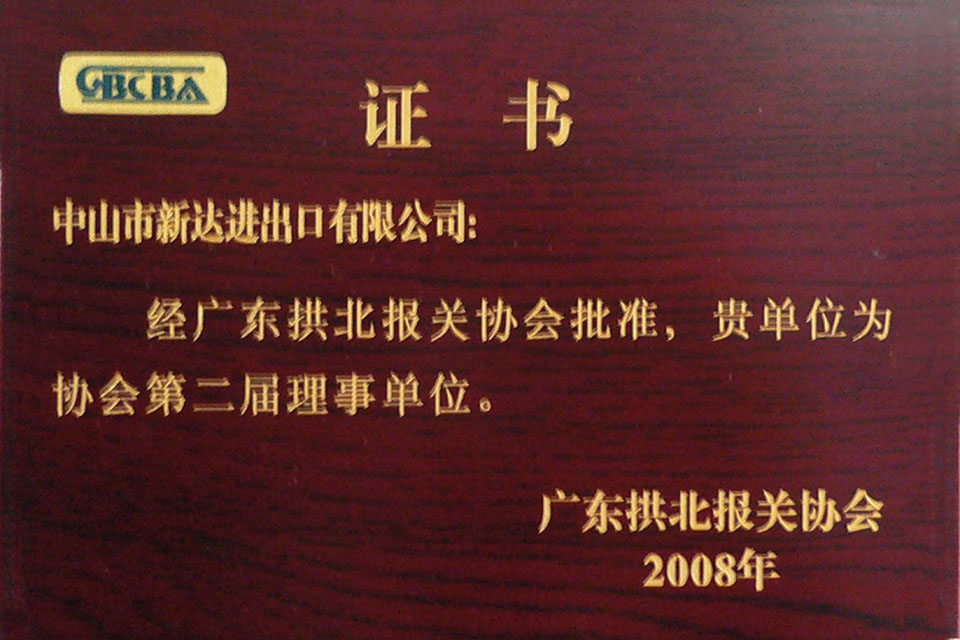 GBCBA
证书
中山市新达进出口有限公司:
经广东拱北报关协会批准，贵单位为
协会第二届理事单位。
广东拱北报关协会
2008年